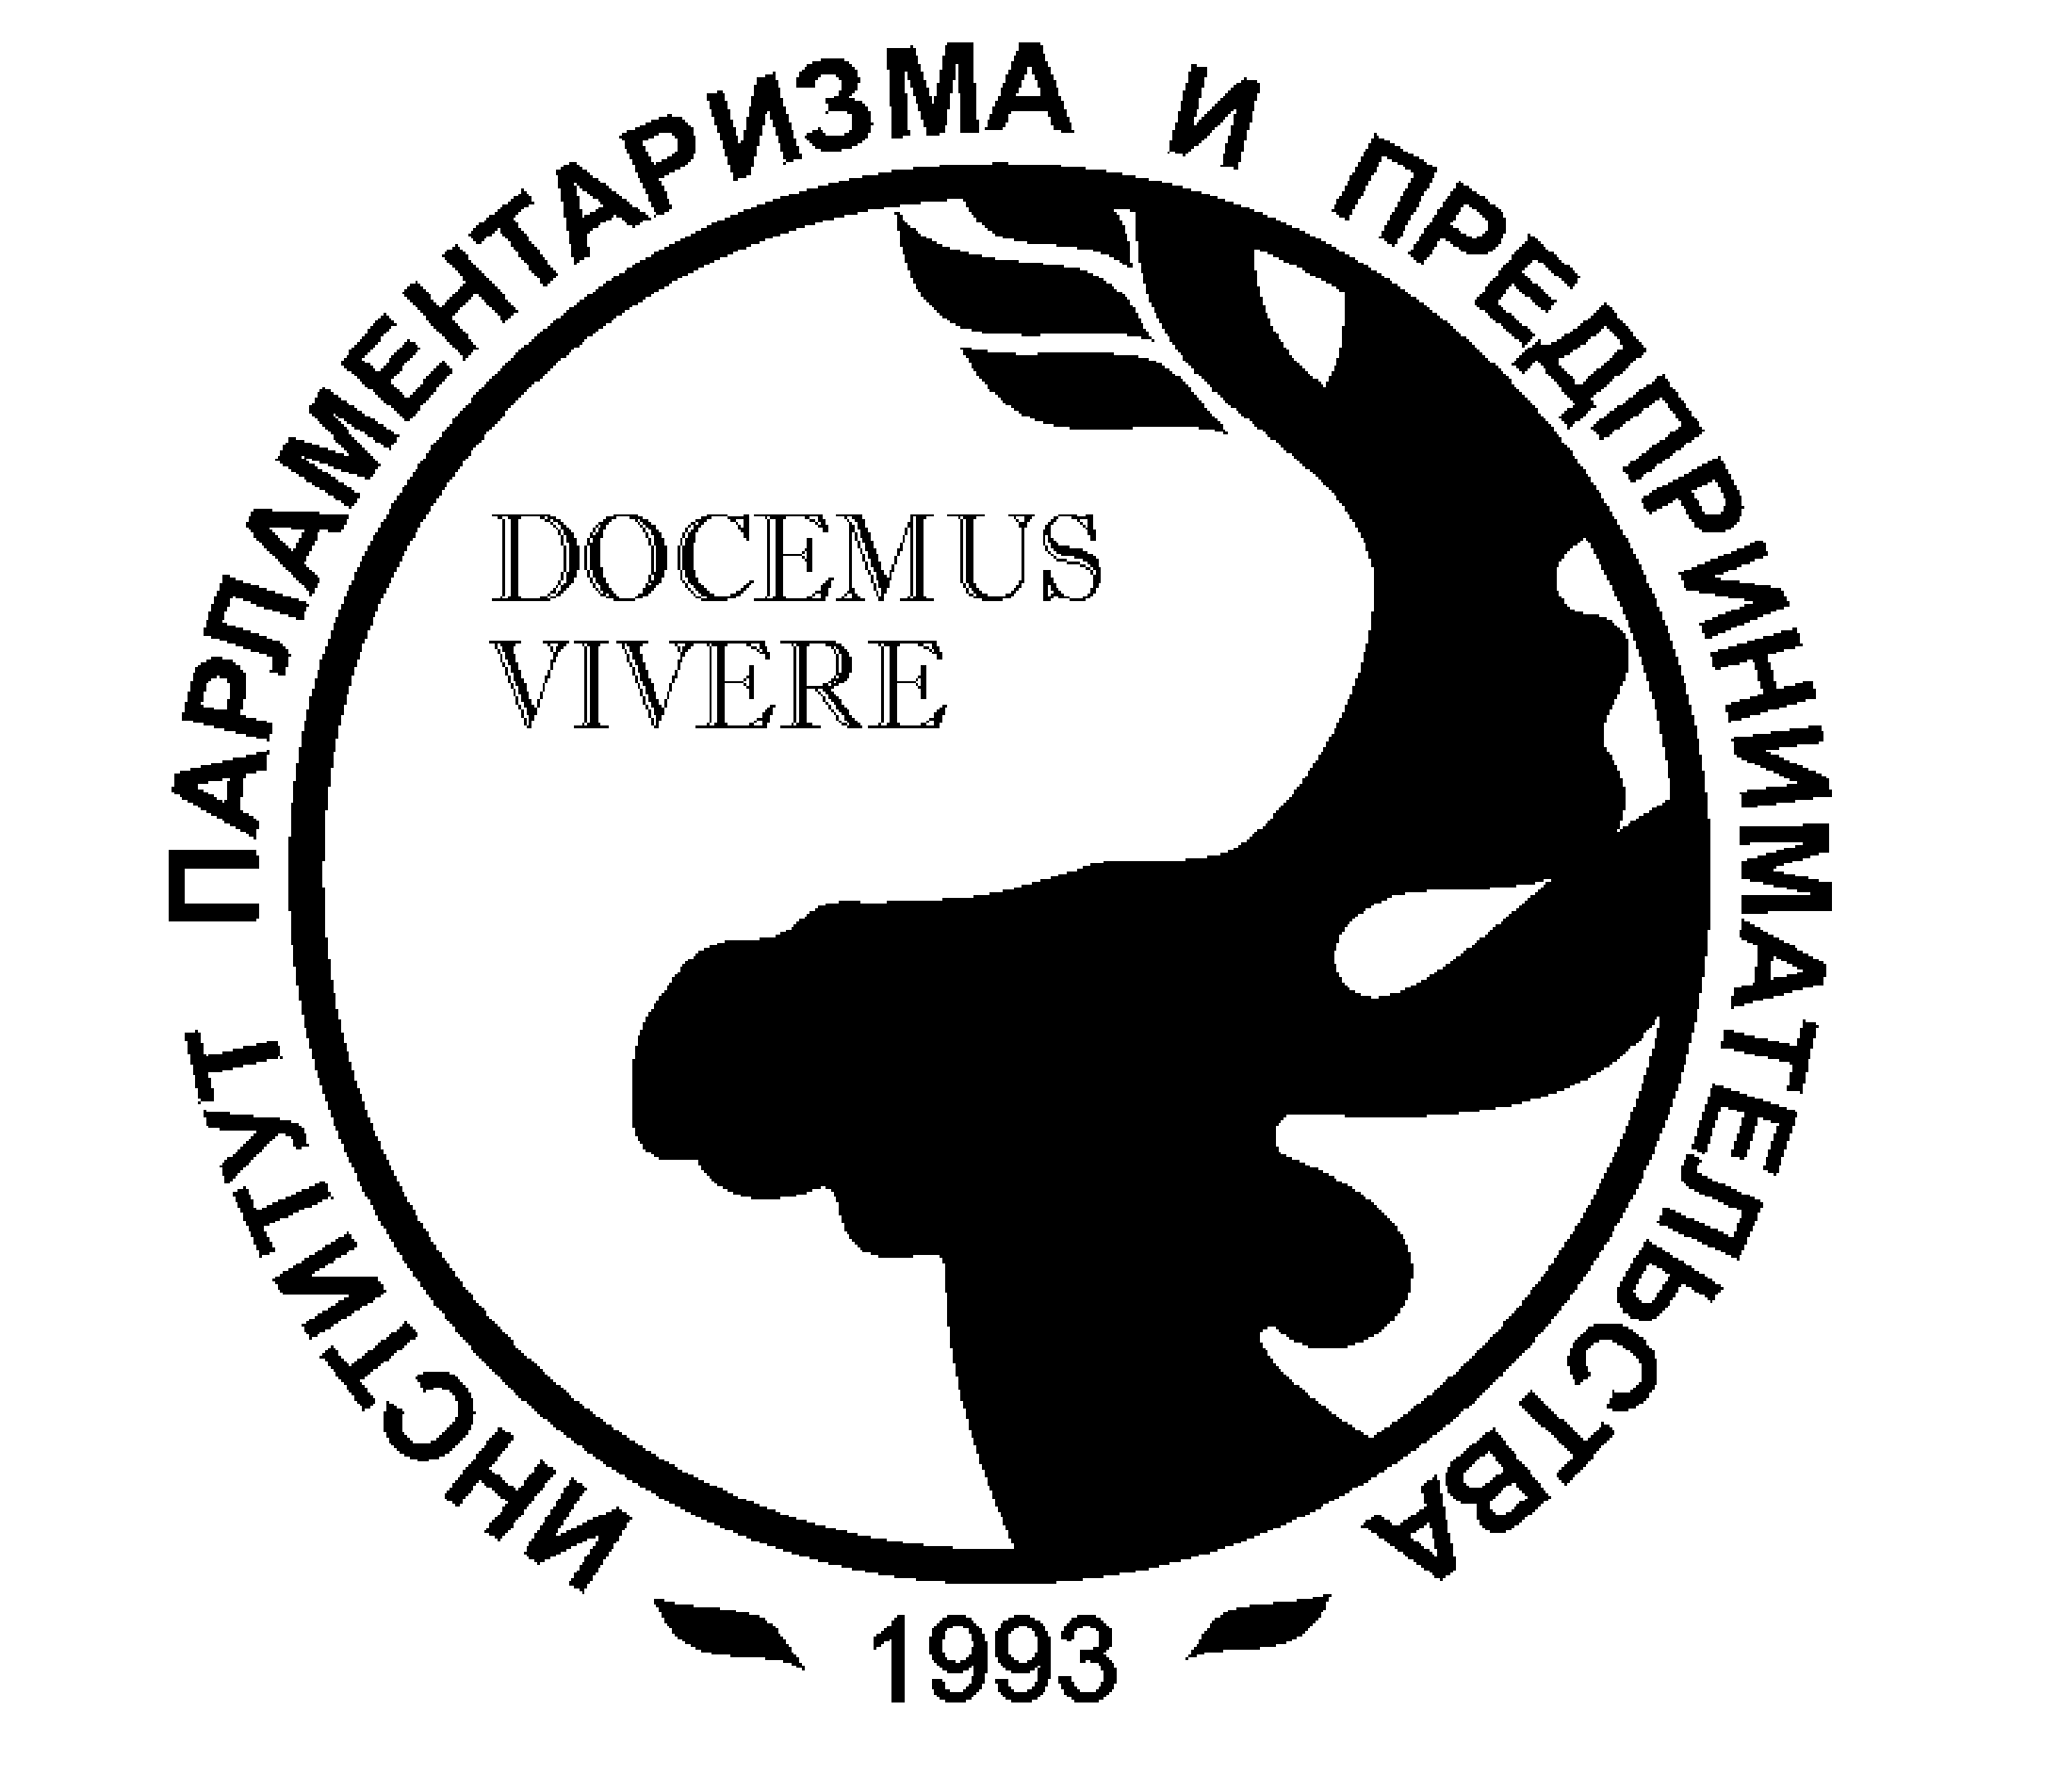 ИНСТИТУТ ПАРЛАМЕНТАРИЗМА И ПРЕДПРИНИМАТЕЛЬСТВА
DOCEMUS
VIVERE
1993